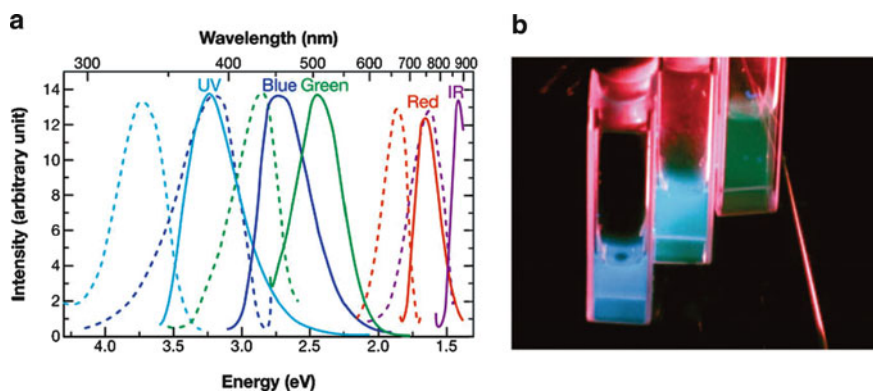 a
Wavelength (nm)
300 400 500 600 700 800 900
UV Blue Green Red IR
Intensity (arbitrary unit)
14
12
10
8
6
4
2
0
4.0 3.5 3.0 2.5 2.0 1.5
Energy (eV)
b